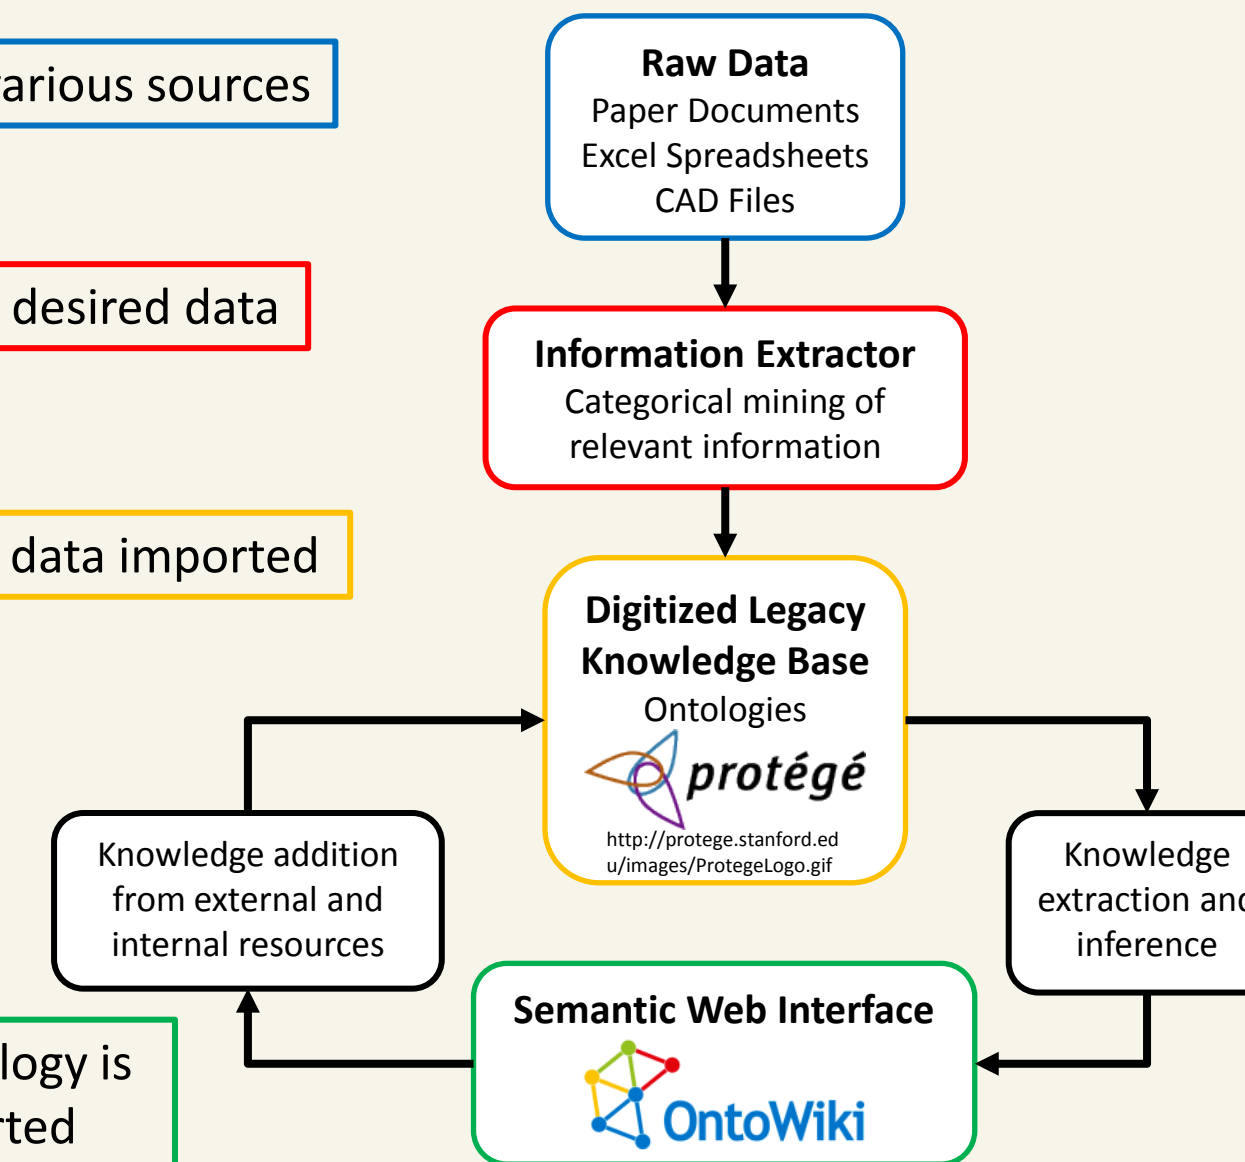 various sources
Raw Data
Paper Documents
Excel Spreadsheets
CAD Files
desired data
Information Extractor
Categorical mining of
relevant information
data imported
Digitized Legacy
Knowledge Base
Ontologies
protégé
http://protege.stanford.ed
u/images/ProtegeLogo.gif
Knowledge addition
from external and
internal resources
Knowledge
extraction and
inference
Semantic Web Interface
OntoWiki
logy is
rted